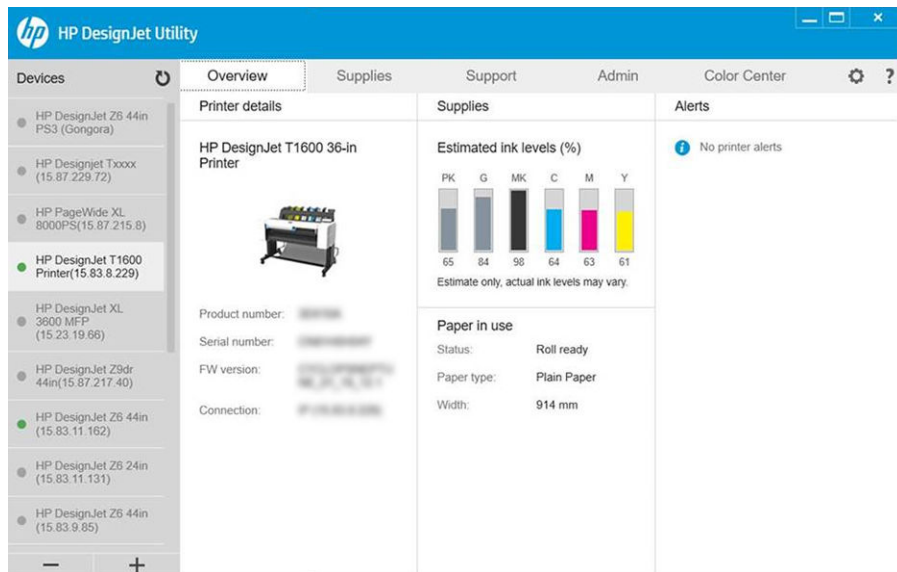 hp HP DesignJet Utility
Devices
Overview
Supplies
Support
Admin
Color Center
?
HP DesignJet Z6 44in
PS3 (Gongora)
HP Designjet Txxxx
(15.87.229.72)
HP PageWide XL
8000PS(15.87.215.8)
HP DesignJet T1600
Printer(15.83.8.229)
HP DesignJet XL
3600 MFP
(15.23.19.66)
HP DesignJet Z9dr
44in(15.87.217.40)
HP DesignJet Z6 44in
(15.83.11.162)
HP DesignJet Z6 24in
(15.83.11.131)
HP DesignJet Z6 44in
(15.83.9.85)
Printer details
HP DesignJet T1600 36-in
Printer
Product number:
Serial number:
FW version:
Connection:
Supplies
Estimated ink levels (%)
PK G MK C M Y
65 84 98 64 63 61
Estimate only, actual ink levels may vary.
Paper in use
Status: Roll ready
Paper type: Plain Paper
Width: 914 mm
Alerts
No printer alerts